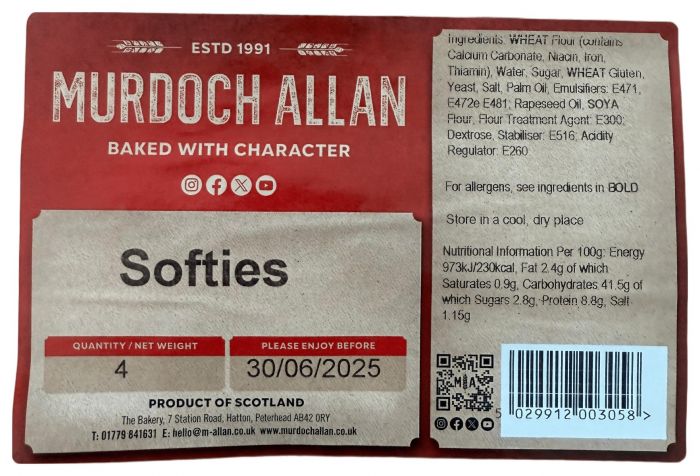 ESTD 1991
MURDOCH ALLAN
BAKED WITH CHARACTER
Softies
QUANTITY / NET WEIGHT
4
PLEASE ENJOY BEFORE
30/06/2025
PRODUCT OF SCOTLAND
The Bakery, 7 Station Road, Hatton, Peterhead AB42 0RY
T: 01779 841631 E: hello@m-allan.co.uk www.murdochallan.co.uk
Ingredients: WHEAT Flour (contains
Calcium Carbonate, Niacin, Iron,
Thiamin), Water, Sugar, WHEAT Gluten,
Yeast, Salt, Palm Oil, Emulsifiers: E471,
E472e E481; Rapeseed Oil, SOYA
Flour, Flour Treatment Agent: E300;
Dextrose, Stabiliser: E516; Acidity
Regulator: E260.
For allergens, see ingredients in BOLD
Store in a cool, dry place
Nutritional Information Per 100g: Energy
973kJ/230kcal, Fat 2.4g of which
Saturates 0.9g, Carbohydrates 41.5g of
which Sugars 2.8g, Protein 8.8g, Salt
1.15g
MA
5 029912 003058 >